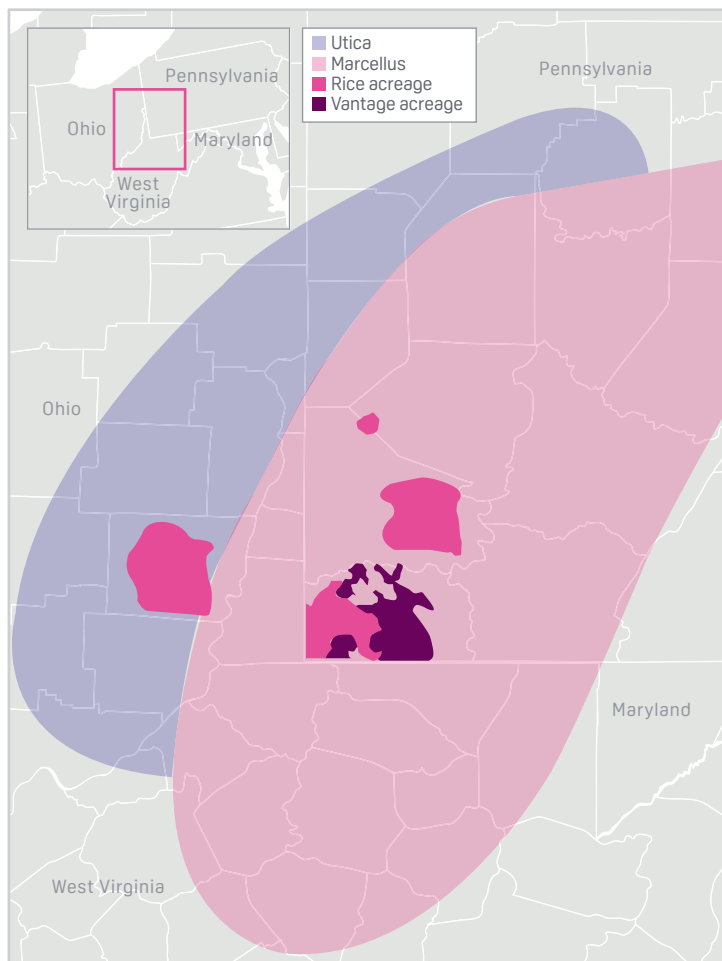 Pennsylvania
Ohio
Maryland
West
Virginia
Utica
Marcellus
Rice acreage
Vantage acreage
Pennsylvania
Ohio
Maryland
West Virginia